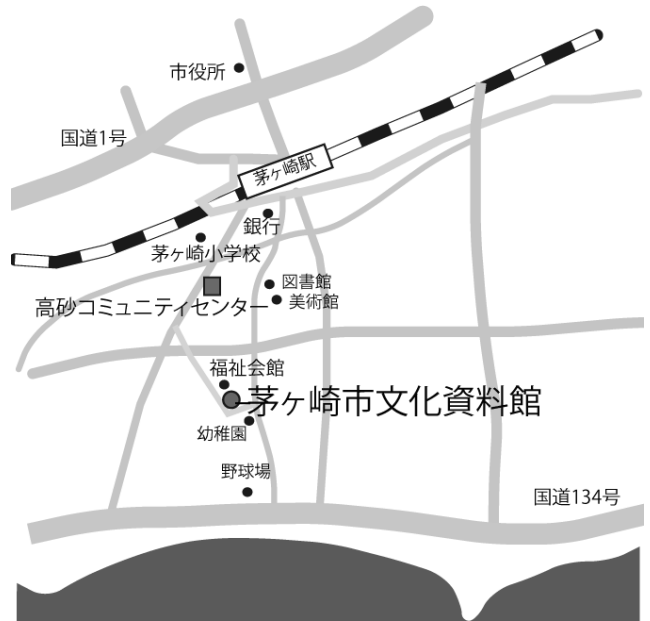 市役所
国道1号
茅ヶ崎駅
銀行
茅ヶ崎小学校
図書館
美術館
高砂コミュニティセンター
福祉会館
茅ヶ崎市文化資料館
幼稚園
野球場
国道134号